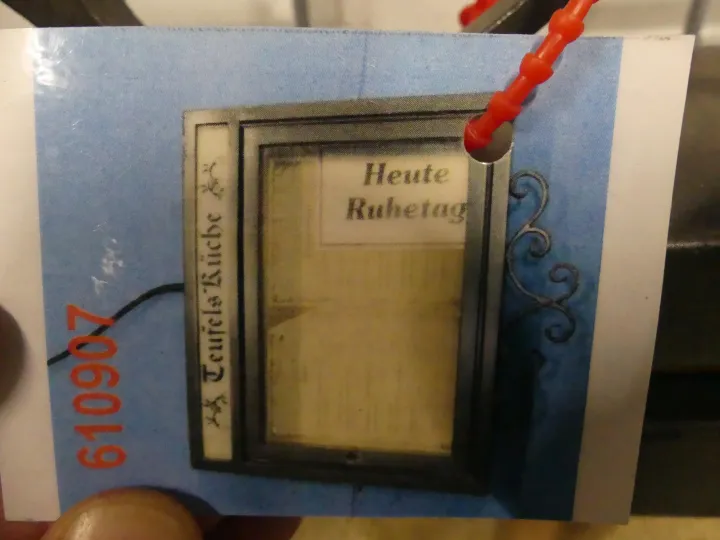 Heute
Ruhetag
Teufels Küche
610907